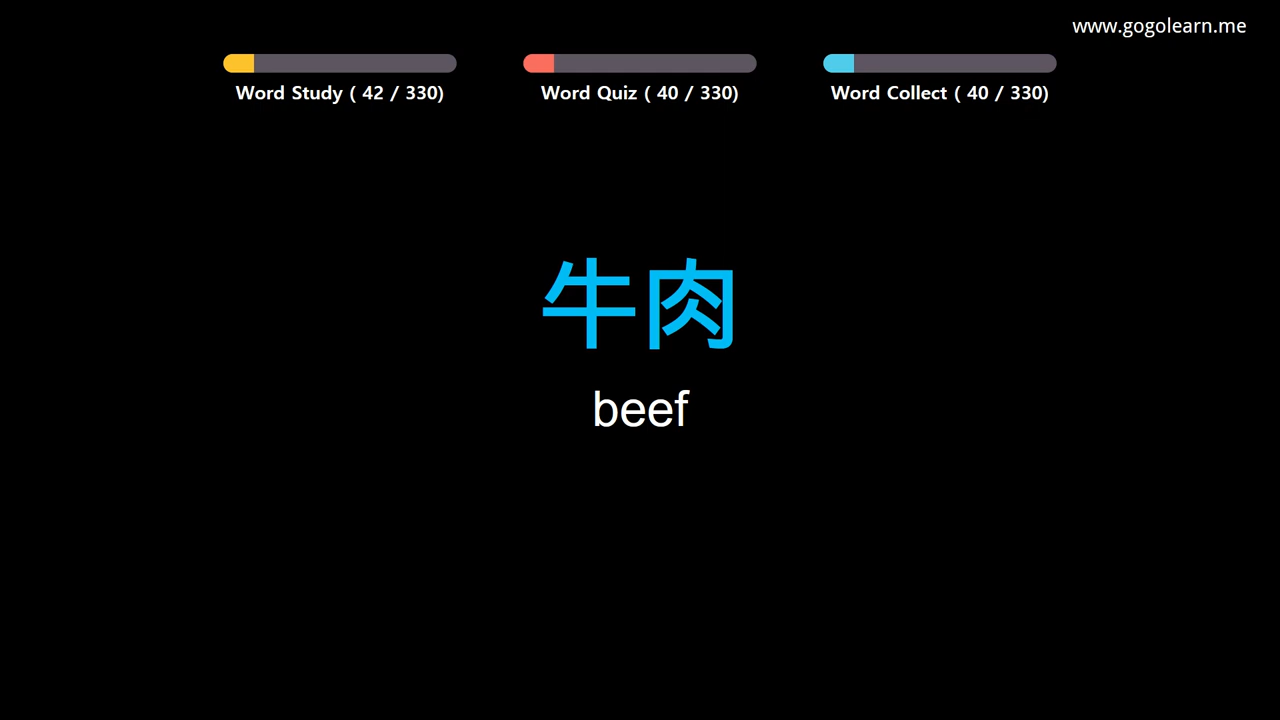 www.gogolearn.me
Word Study ( 42 / 330)
Word Quiz ( 40 / 330)
Word Collect ( 40 / 330)
牛肉
beef